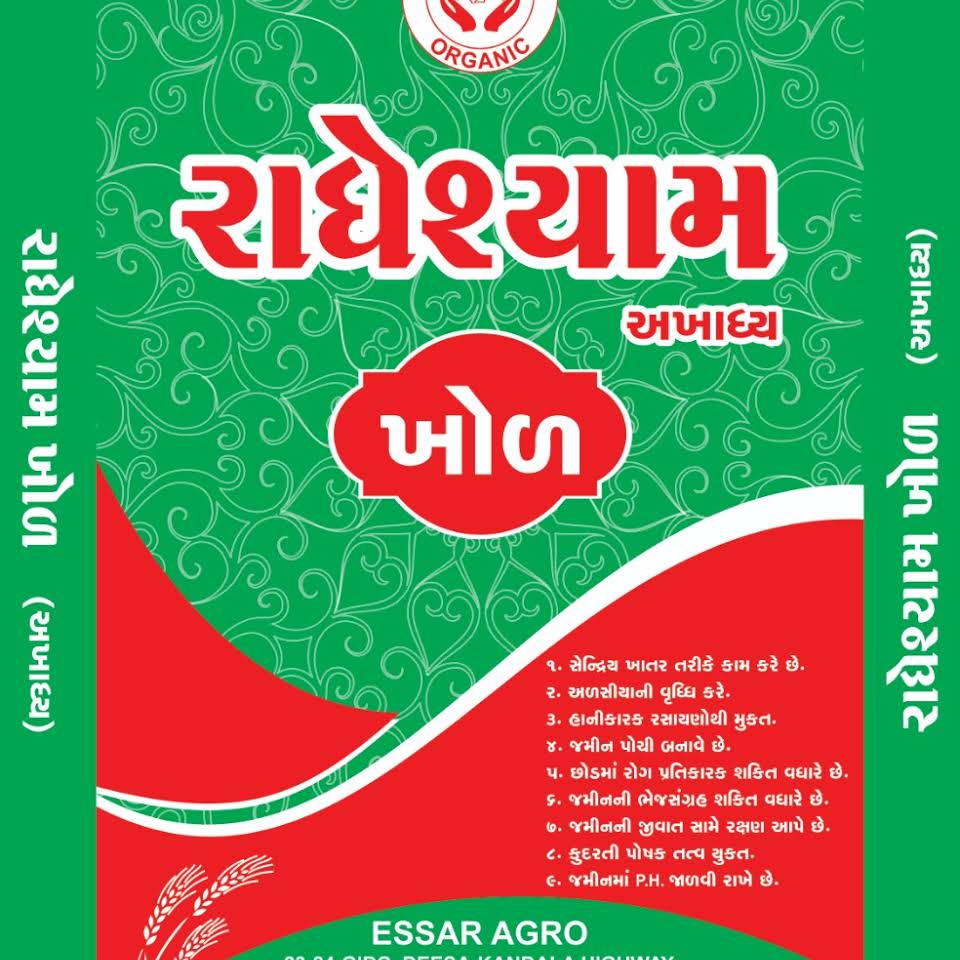 ORGANIC
રાધેશ્યામ
અખાધ્ય
ખોળ
૧. સેન્દ્રિય ખાતર તરીકે કામ કરે છે.
૨. અળસીયાની વૃધ્ધિ કરે.
૩. હાનીકારક રસાયણોથી મુકત.
૪. જમીન પોચી બનાવે છે.
૫. છોડમાં રોગ પ્રતિકારક શકિત વધારે છે.
૬. જમીનની ભેજસંગ્રહ શકિત વધારે છે.
૭. જમીનની જીવાત સામે રક્ષણ આપે છે.
૮. કુદરતી પોષક તત્વ યુકત.
૯. જમીનમાં P.H. જાળવી રાખે છે.
ESSAR AGRO
રાધેશ્યામ ખોળ (અખાધ્ય)
રાધેશ્યામ ખોળ (અખાધ્ય)